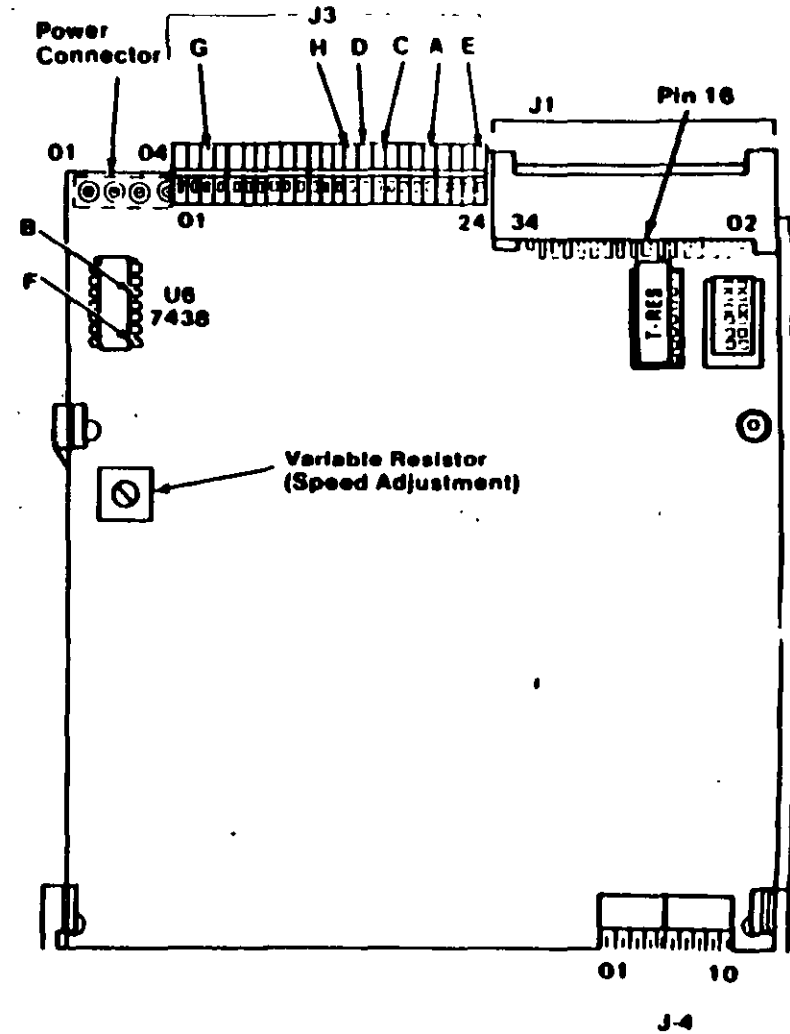 J3
Power
Connector
G H D C A E
J1
Pin 16
01 04
01 24
34 02
B
F
U6
7438
T-RES
Variable Resistor
(Speed Adjustment)
01 10
J-4